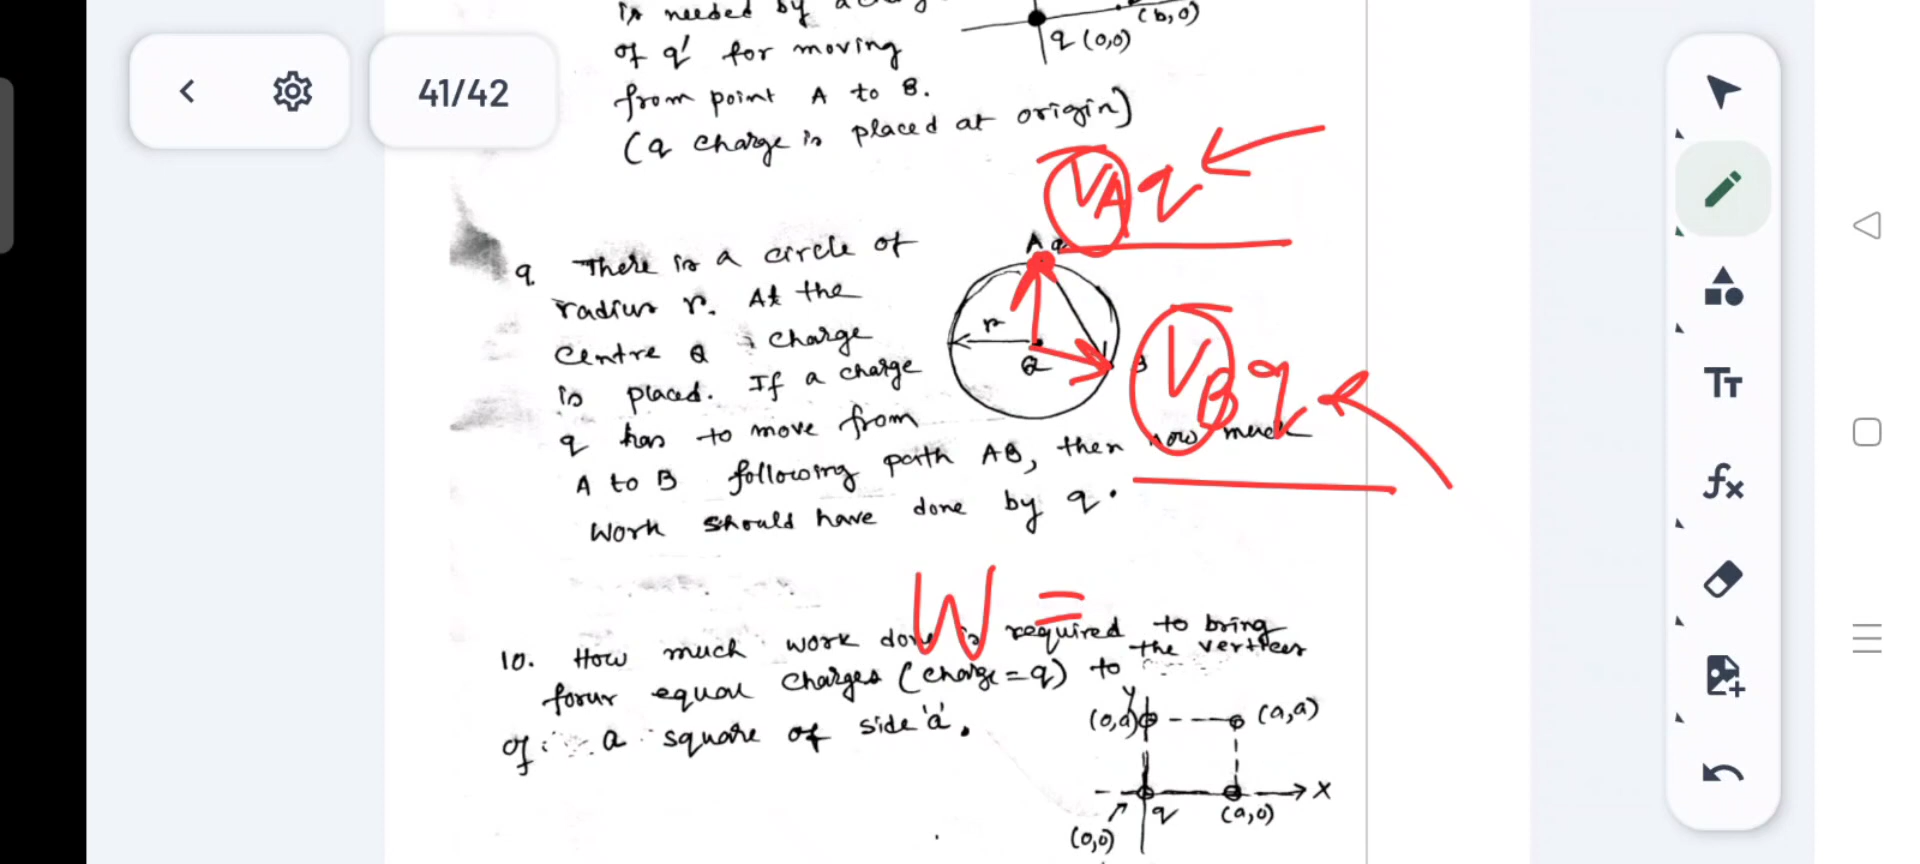 41/42
is needed by a
of q' for moving
from point A to B.
(q charge is placed at origin)
(b,0)
q (0,0)
VA q
9. There is a circle of
radius r. At the
centre Q charge
is placed. If a charge
q has to move from
A to B following path AB, then how much
work should have done by q.
A q
r
Q
B
VB q
W =
10. How much work done is required to bring
forur equal charges (charge = q) to the vertices
of a square of side 'a'.
y
(0,a)
(a,a)
x
q
(a,0)
(0,0)
Tт
fx